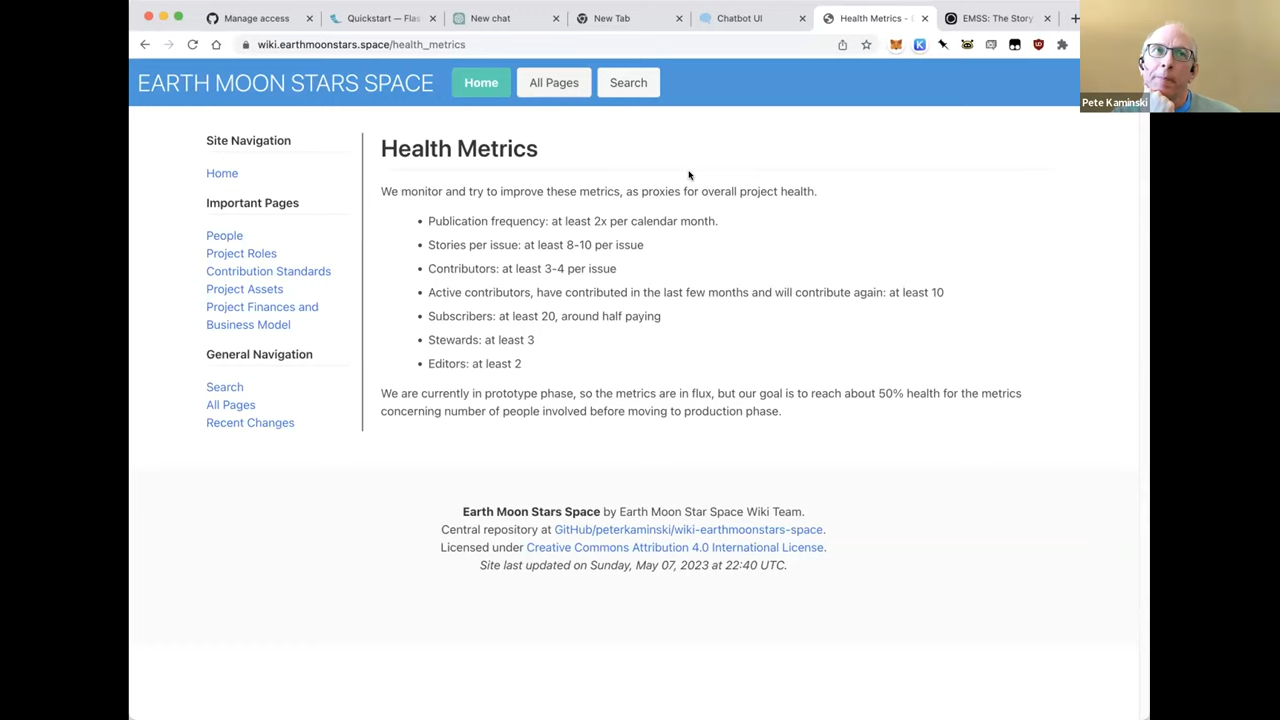 Manage access
Quickstart — Flas
New chat
New Tab
Chatbot UI
Health Metrics -
EMSS: The Story
wiki.earthmoonstars.space/health_metrics
Pete Kaminski
EARTH MOON STARS SPACE
Home
All Pages
Search
Site Navigation
Home
Important Pages
People
Project Roles
Contribution Standards
Project Assets
Project Finances and
Business Model
General Navigation
Search
All Pages
Recent Changes
Health Metrics
We monitor and try to improve these metrics, as proxies for overall project health.
• Publication frequency: at least 2x per calendar month.
• Stories per issue: at least 8-10 per issue
• Contributors: at least 3-4 per issue
• Active contributors, have contributed in the last few months and will contribute again: at least 10
• Subscribers: at least 20, around half paying
• Stewards: at least 3
• Editors: at least 2
We are currently in prototype phase, so the metrics are in flux, but our goal is to reach about 50% health for the metrics
concerning number of people involved before moving to production phase.
Earth Moon Stars Space by Earth Moon Star Space Wiki Team.
Central repository at GitHub/peterkaminski/wiki-earthmoonstars-space.
Licensed under Creative Commons Attribution 4.0 International License.
Site last updated on Sunday, May 07, 2023 at 22:40 UTC.